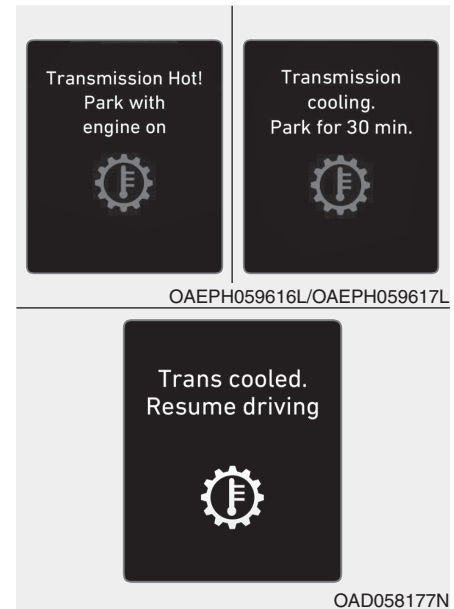 Transmission Hot!
Park with
engine on
Transmission
cooling.
Park for 30 min.
OAEPH059616L/OAEPH059617L
Trans cooled.
Resume driving
OAD058177N